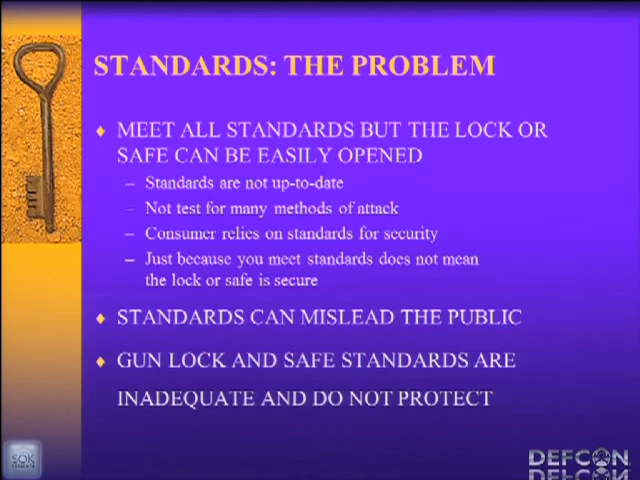 STANDARDS: THE PROBLEM
♦ MEET ALL STANDARDS BUT THE LOCK OR
SAFE CAN BE EASILY OPENED
– Standards are not up-to-date
– Not test for many methods of attack
– Consumer relies on standards for security
– Just because you meet standards does not mean
the lock or safe is secure
♦ STANDARDS CAN MISLEAD THE PUBLIC
♦ GUN LOCK AND SAFE STANDARDS ARE
INADEQUATE AND DO NOT PROTECT
SOK
DEFCON